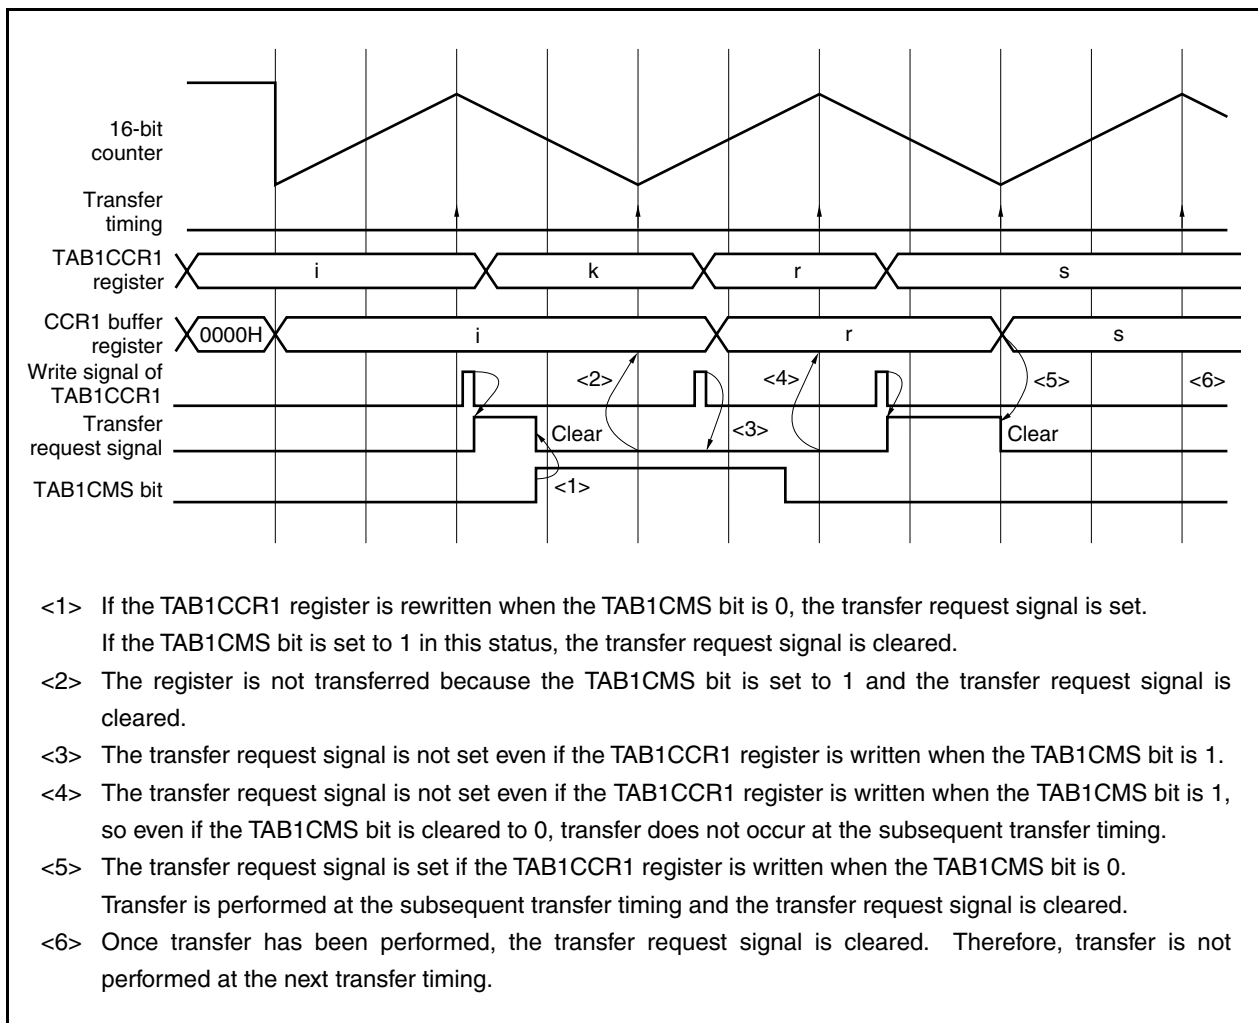 16-bit
counter
Transfer
timing
TAB1CCR1
register
i
k
r
s
CCR1 buffer
register
0000H
i
r
s
Write signal of
TAB1CCR1
<2>
<4>
<5>
<6>
Transfer
request signal
Clear
<3>
Clear
TAB1CMS bit
<1>
<1> If the TAB1CCR1 register is rewritten when the TAB1CMS bit is 0, the transfer request signal is set.
If the TAB1CMS bit is set to 1 in this status, the transfer request signal is cleared.
<2> The register is not transferred because the TAB1CMS bit is set to 1 and the transfer request signal is
cleared.
<3> The transfer request signal is not set even if the TAB1CCR1 register is written when the TAB1CMS bit is 1.
<4> The transfer request signal is not set even if the TAB1CCR1 register is written when the TAB1CMS bit is 1,
so even if the TAB1CMS bit is cleared to 0, transfer does not occur at the subsequent transfer timing.
<5> The transfer request signal is set if the TAB1CCR1 register is written when the TAB1CMS bit is 0.
Transfer is performed at the subsequent transfer timing and the transfer request signal is cleared.
<6> Once transfer has been performed, the transfer request signal is cleared. Therefore, transfer is not
performed at the next transfer timing.